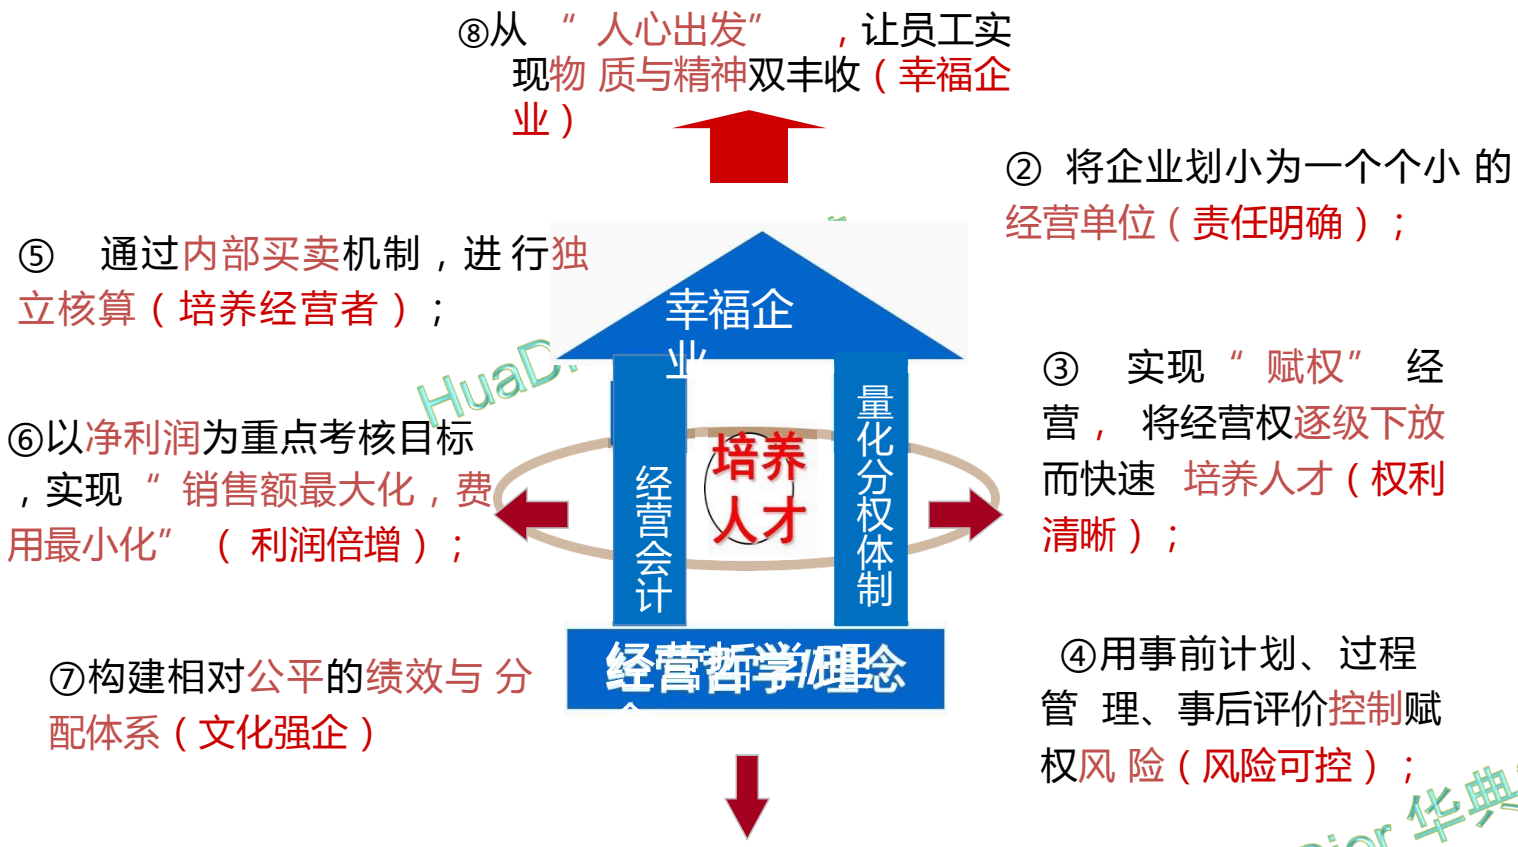 ⑧从 “ 人心出发” ，让员工实
现物 质与精神双丰收（幸福企
业）
② 将企业划小为一个个小 的
经营单位（责任明确）；
⑤ 通过内部买卖机制，进 行独
立核算（培养经营者）；
幸福企
业
③ 实现“ 赋权” 经
营， 将经营权逐级下放
而快速 培养人才（权利
清晰）；
⑥以净利润为重点考核目标
，实现“ 销售额最大化，费
用最小化” （ 利润倍增）；
培养
人才
经营会计
量化分权体制
经营哲学/理念
⑦构建相对公平的绩效与 分
配体系（文化强企）
④用事前计划、过程
管 理、事后评价控制赋
权风 险（风险可控）；
HuaD
Dior 华典